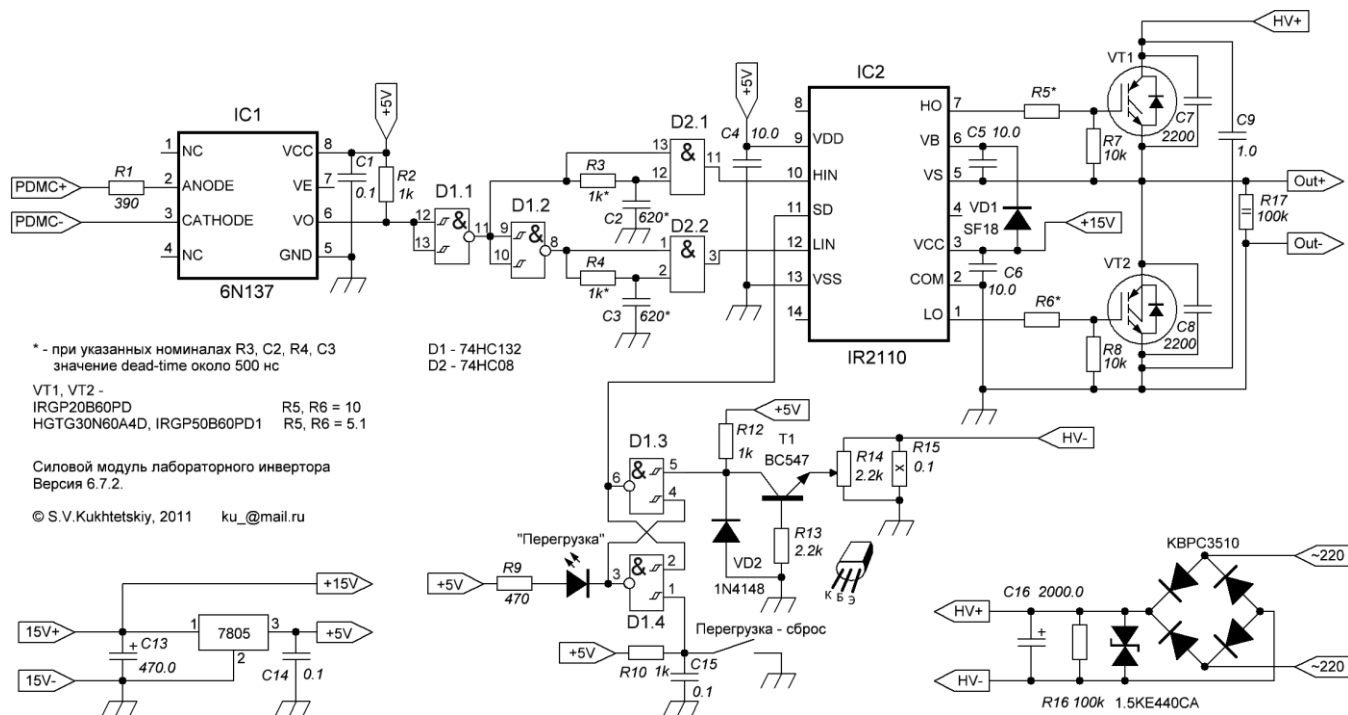 HV+
IC1
IC2
+5V
+5V
NC
VCC
ANODE
VE
CATHODE
VO
NC
GND
1
2
3
4
8
7
6
5
6N137
PDMC+
PDMC-
R1
390
C1
0.1
R2
1k
D1.1
&
12
13
11
D1.2
&
9
10
8
R3
1k*
C2
620*
R4
1k*
C3
620*
D2.1
&
13
12
11
D2.2
&
1
2
3
C4
10.0
VDD
HIN
SD
LIN
VSS
8
9
10
11
12
13
14
HO
VB
VS
VCC
COM
LO
7
6
5
4
3
2
1
IR2110
R5*
C5 10.0
VD1
SF18
+15V
C6
10.0
R6*
VT1
R7
10k
C7
2200
C9
1.0
Out+
R17
100k
Out-
VT2
R8
10k
C8
2200
* - при указанных номиналах R3, C2, R4, C3
значение dead-time около 500 нс
D1 - 74HC132
D2 - 74HC08
VT1, VT2 -
IRGP20B60PD R5, R6 = 10
HGTG30N60A4D, IRGP50B60PD1 R5, R6 = 5.1
Силовой модуль лабораторного инвертора
Версия 6.7.2.
© S.V.Kukhtetskiy, 2011 ku_@mail.ru
+5V
R12
1k
T1
BC547
R14
2.2k
R15
x
0.1
HV-
D1.3
&
6
5
4
VD2
1N4148
R13
2.2k
К Б Э
"Перегрузка"
+5V
R9
470
&
3
2
1
D1.4
Перегрузка - сброс
+5V
R10 1k
C15
0.1
15V+
15V-
+15V
+5V
7805
1
3
2
C13
+
470.0
C14
0.1
KBPC3510
~220
~220
HV+
HV-
C16 2000.0
+
R16 100k
1.5KE440CA